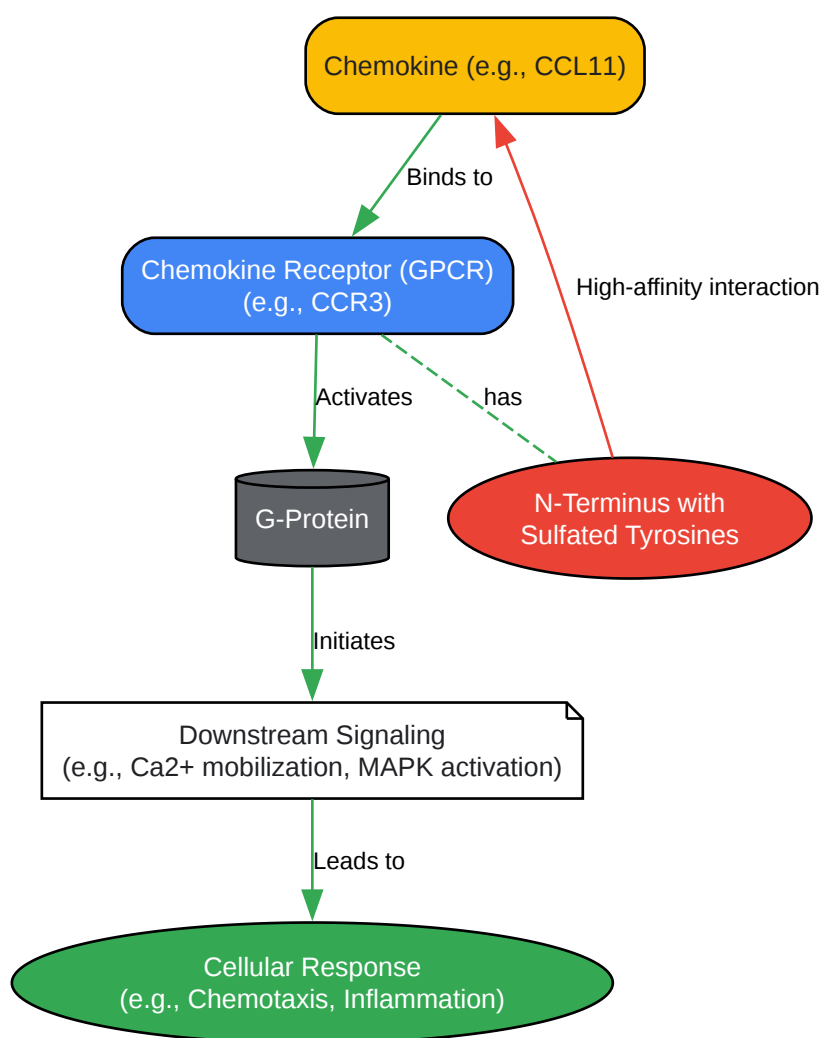 Chemokine (e.g., CCL11)
Binds to
Chemokine Receptor (GPCR)
(e.g., CCR3)
High-affinity interaction
Activates
has
G-Protein
N-Terminus with
Sulfated Tyrosines
Initiates
Downstream Signaling
(e.g., Ca2+ mobilization, MAPK activation)
Leads to
Cellular Response
(e.g., Chemotaxis, Inflammation)